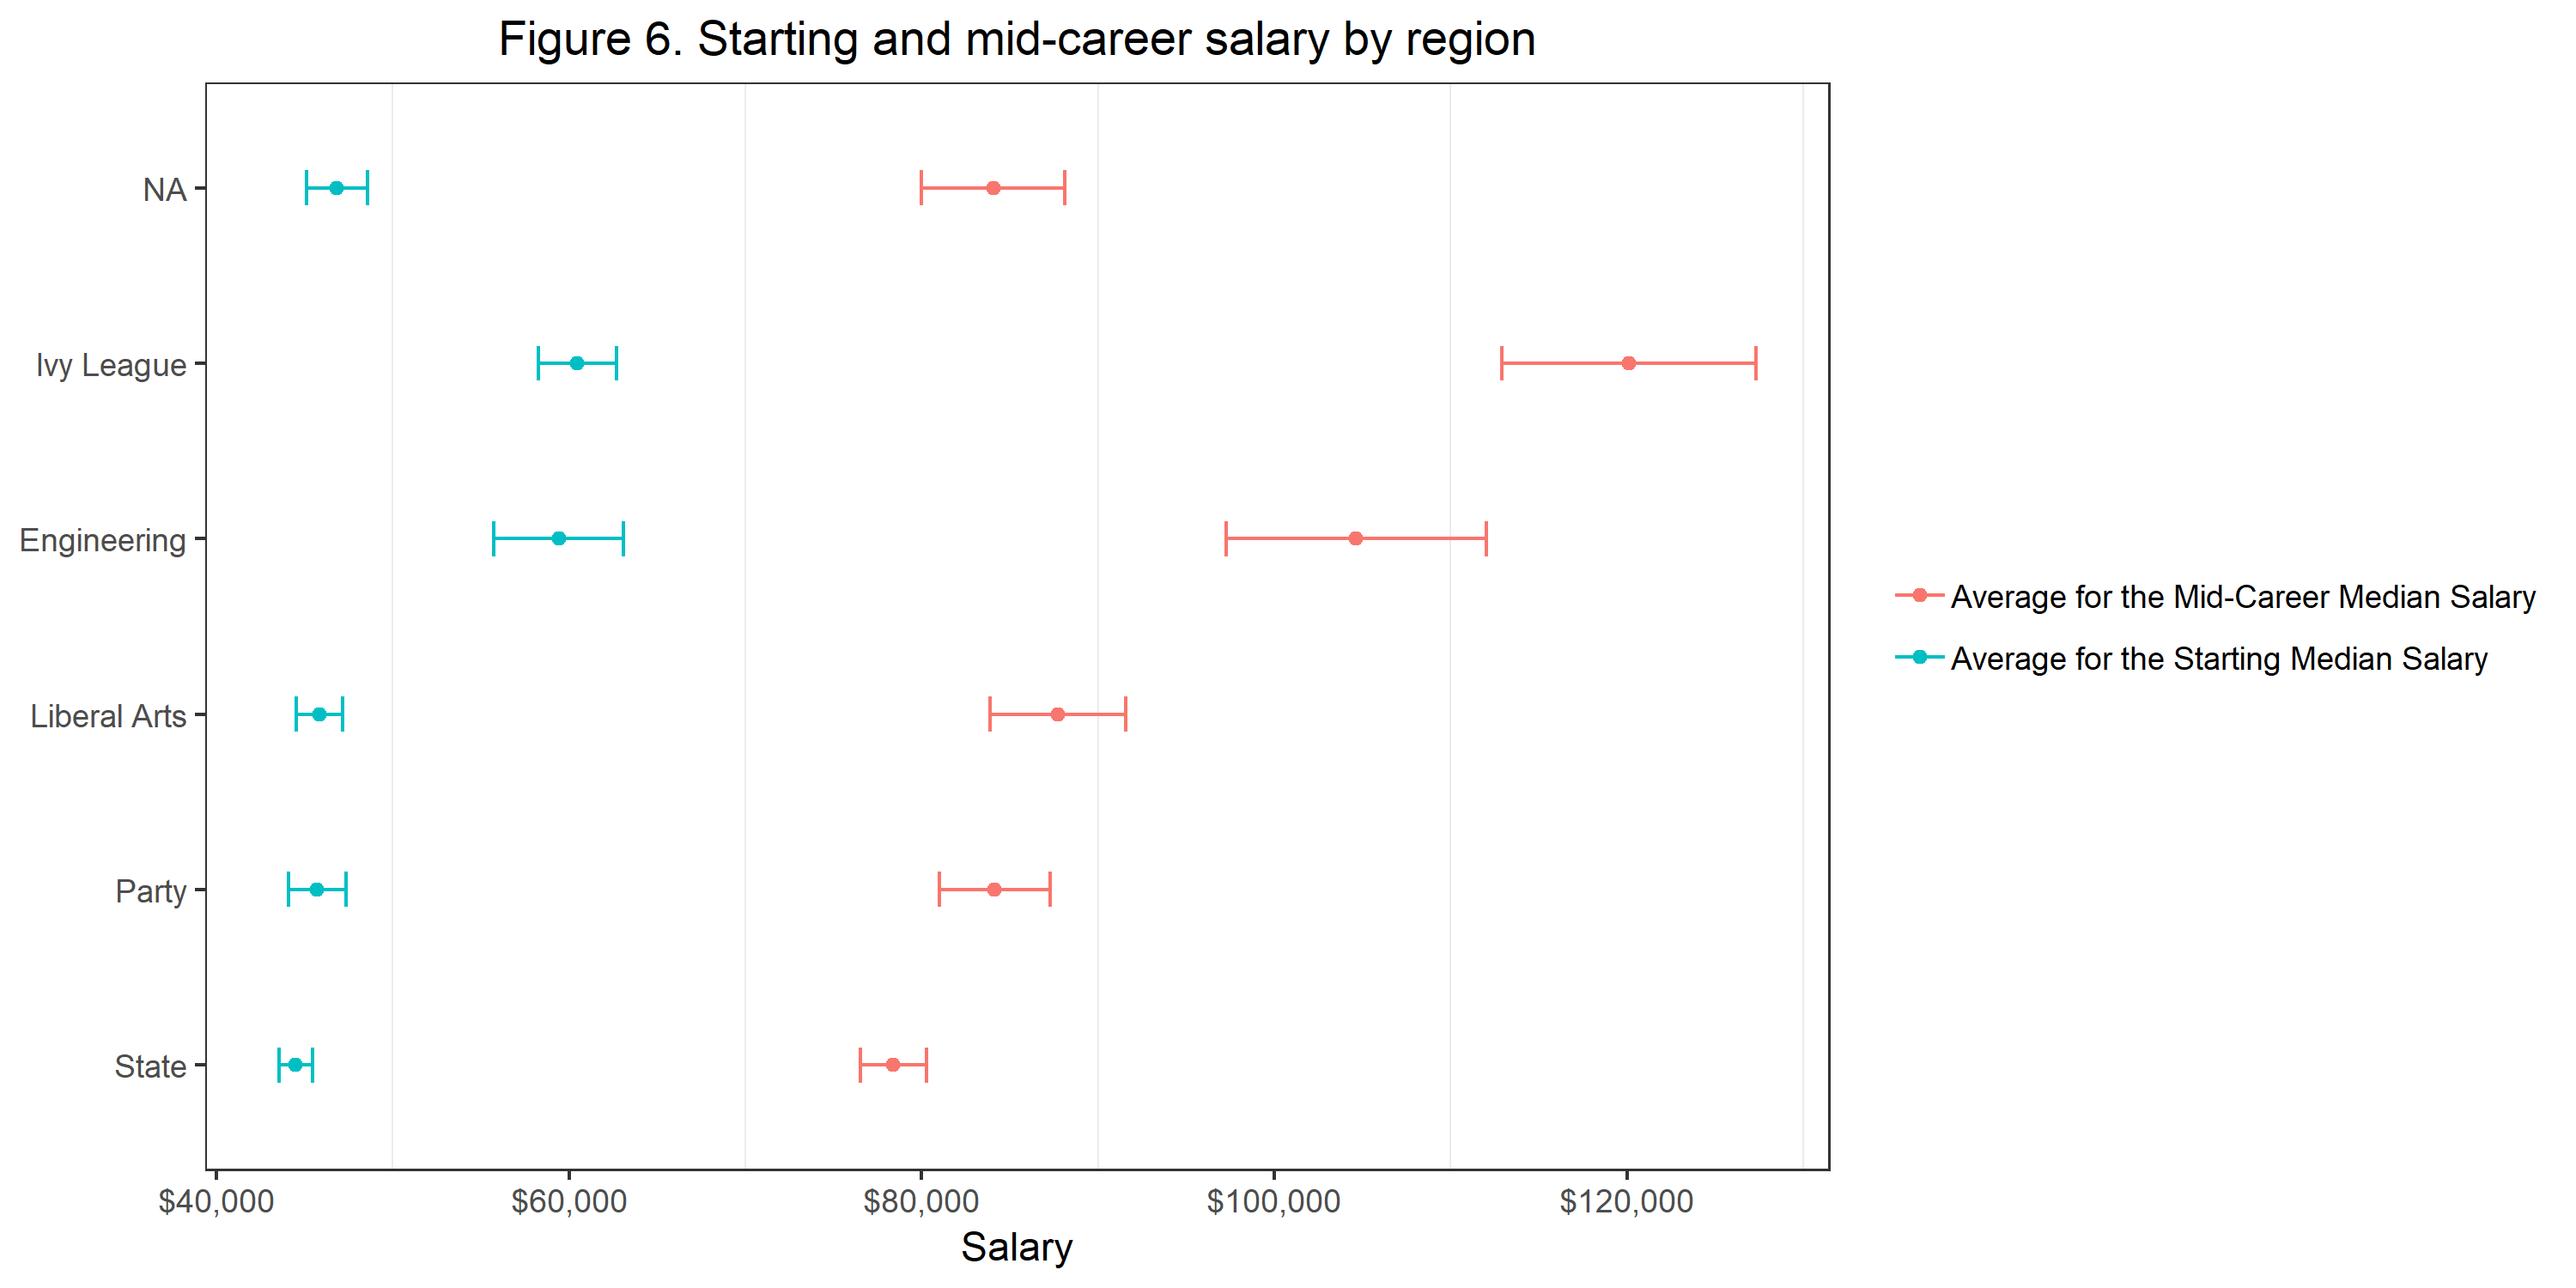 Figure 6. Starting and mid-career salary by region
NA
Ivy League
Engineering
Liberal Arts
Party
State
$40,000 $60,000 $80,000 $100,000 $120,000
Salary
Average for the Mid-Career Median Salary
Average for the Starting Median Salary